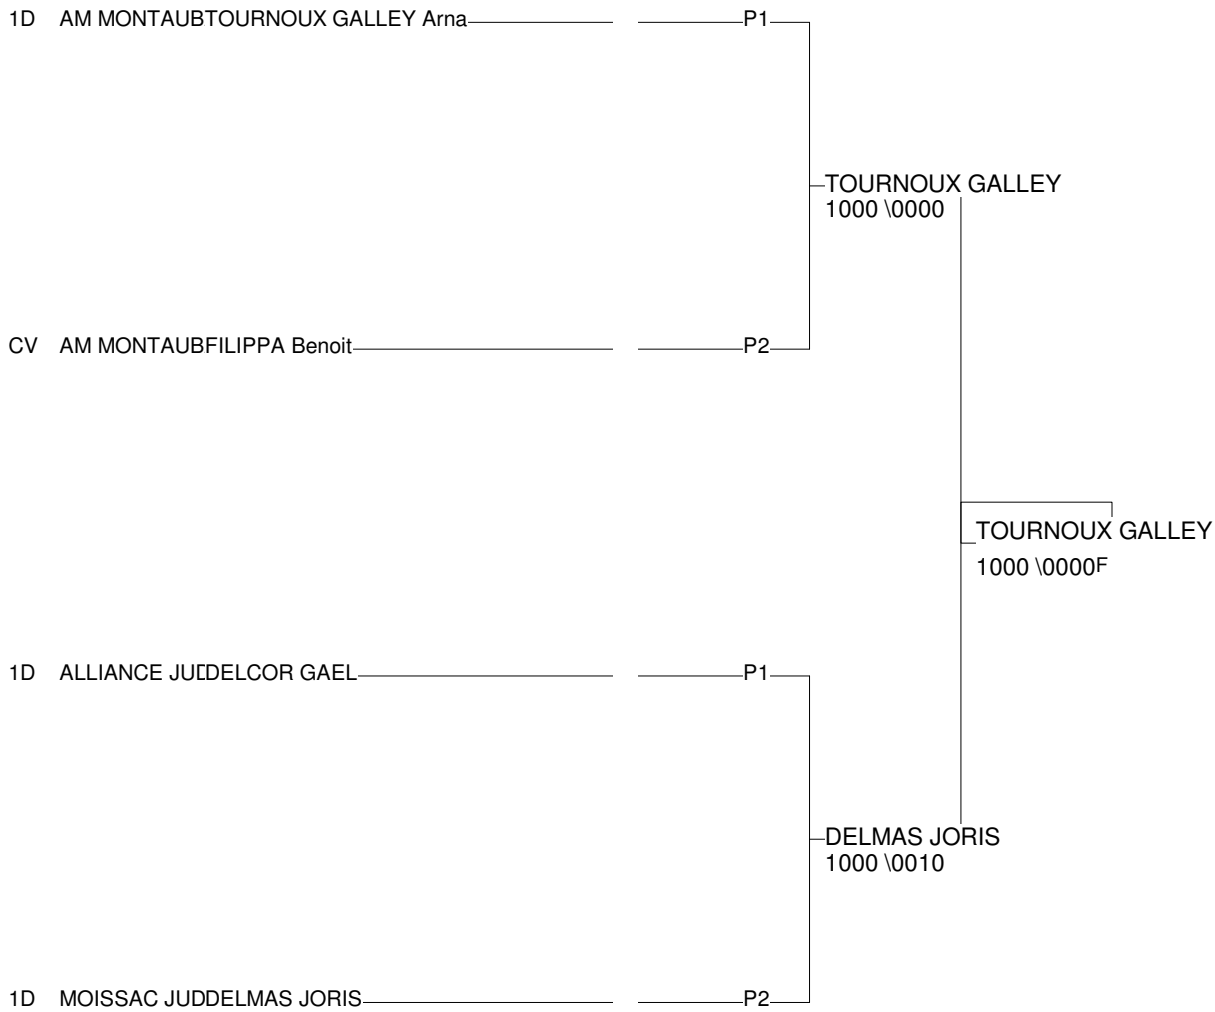 1D AM MONTAUBTOURNOUX GALLEY Arna P1
TOURNOUX GALLEY
1000 \0000
CV AM MONTAUBFILIPPA Benoit P2
TOURNOUX GALLEY
1000 \0000F
1D ALLIANCE JUDDELCOR GAEL P1
DELMAS JORIS
1000 \0010
1D MOISSAC JUDDELMAS JORIS P2